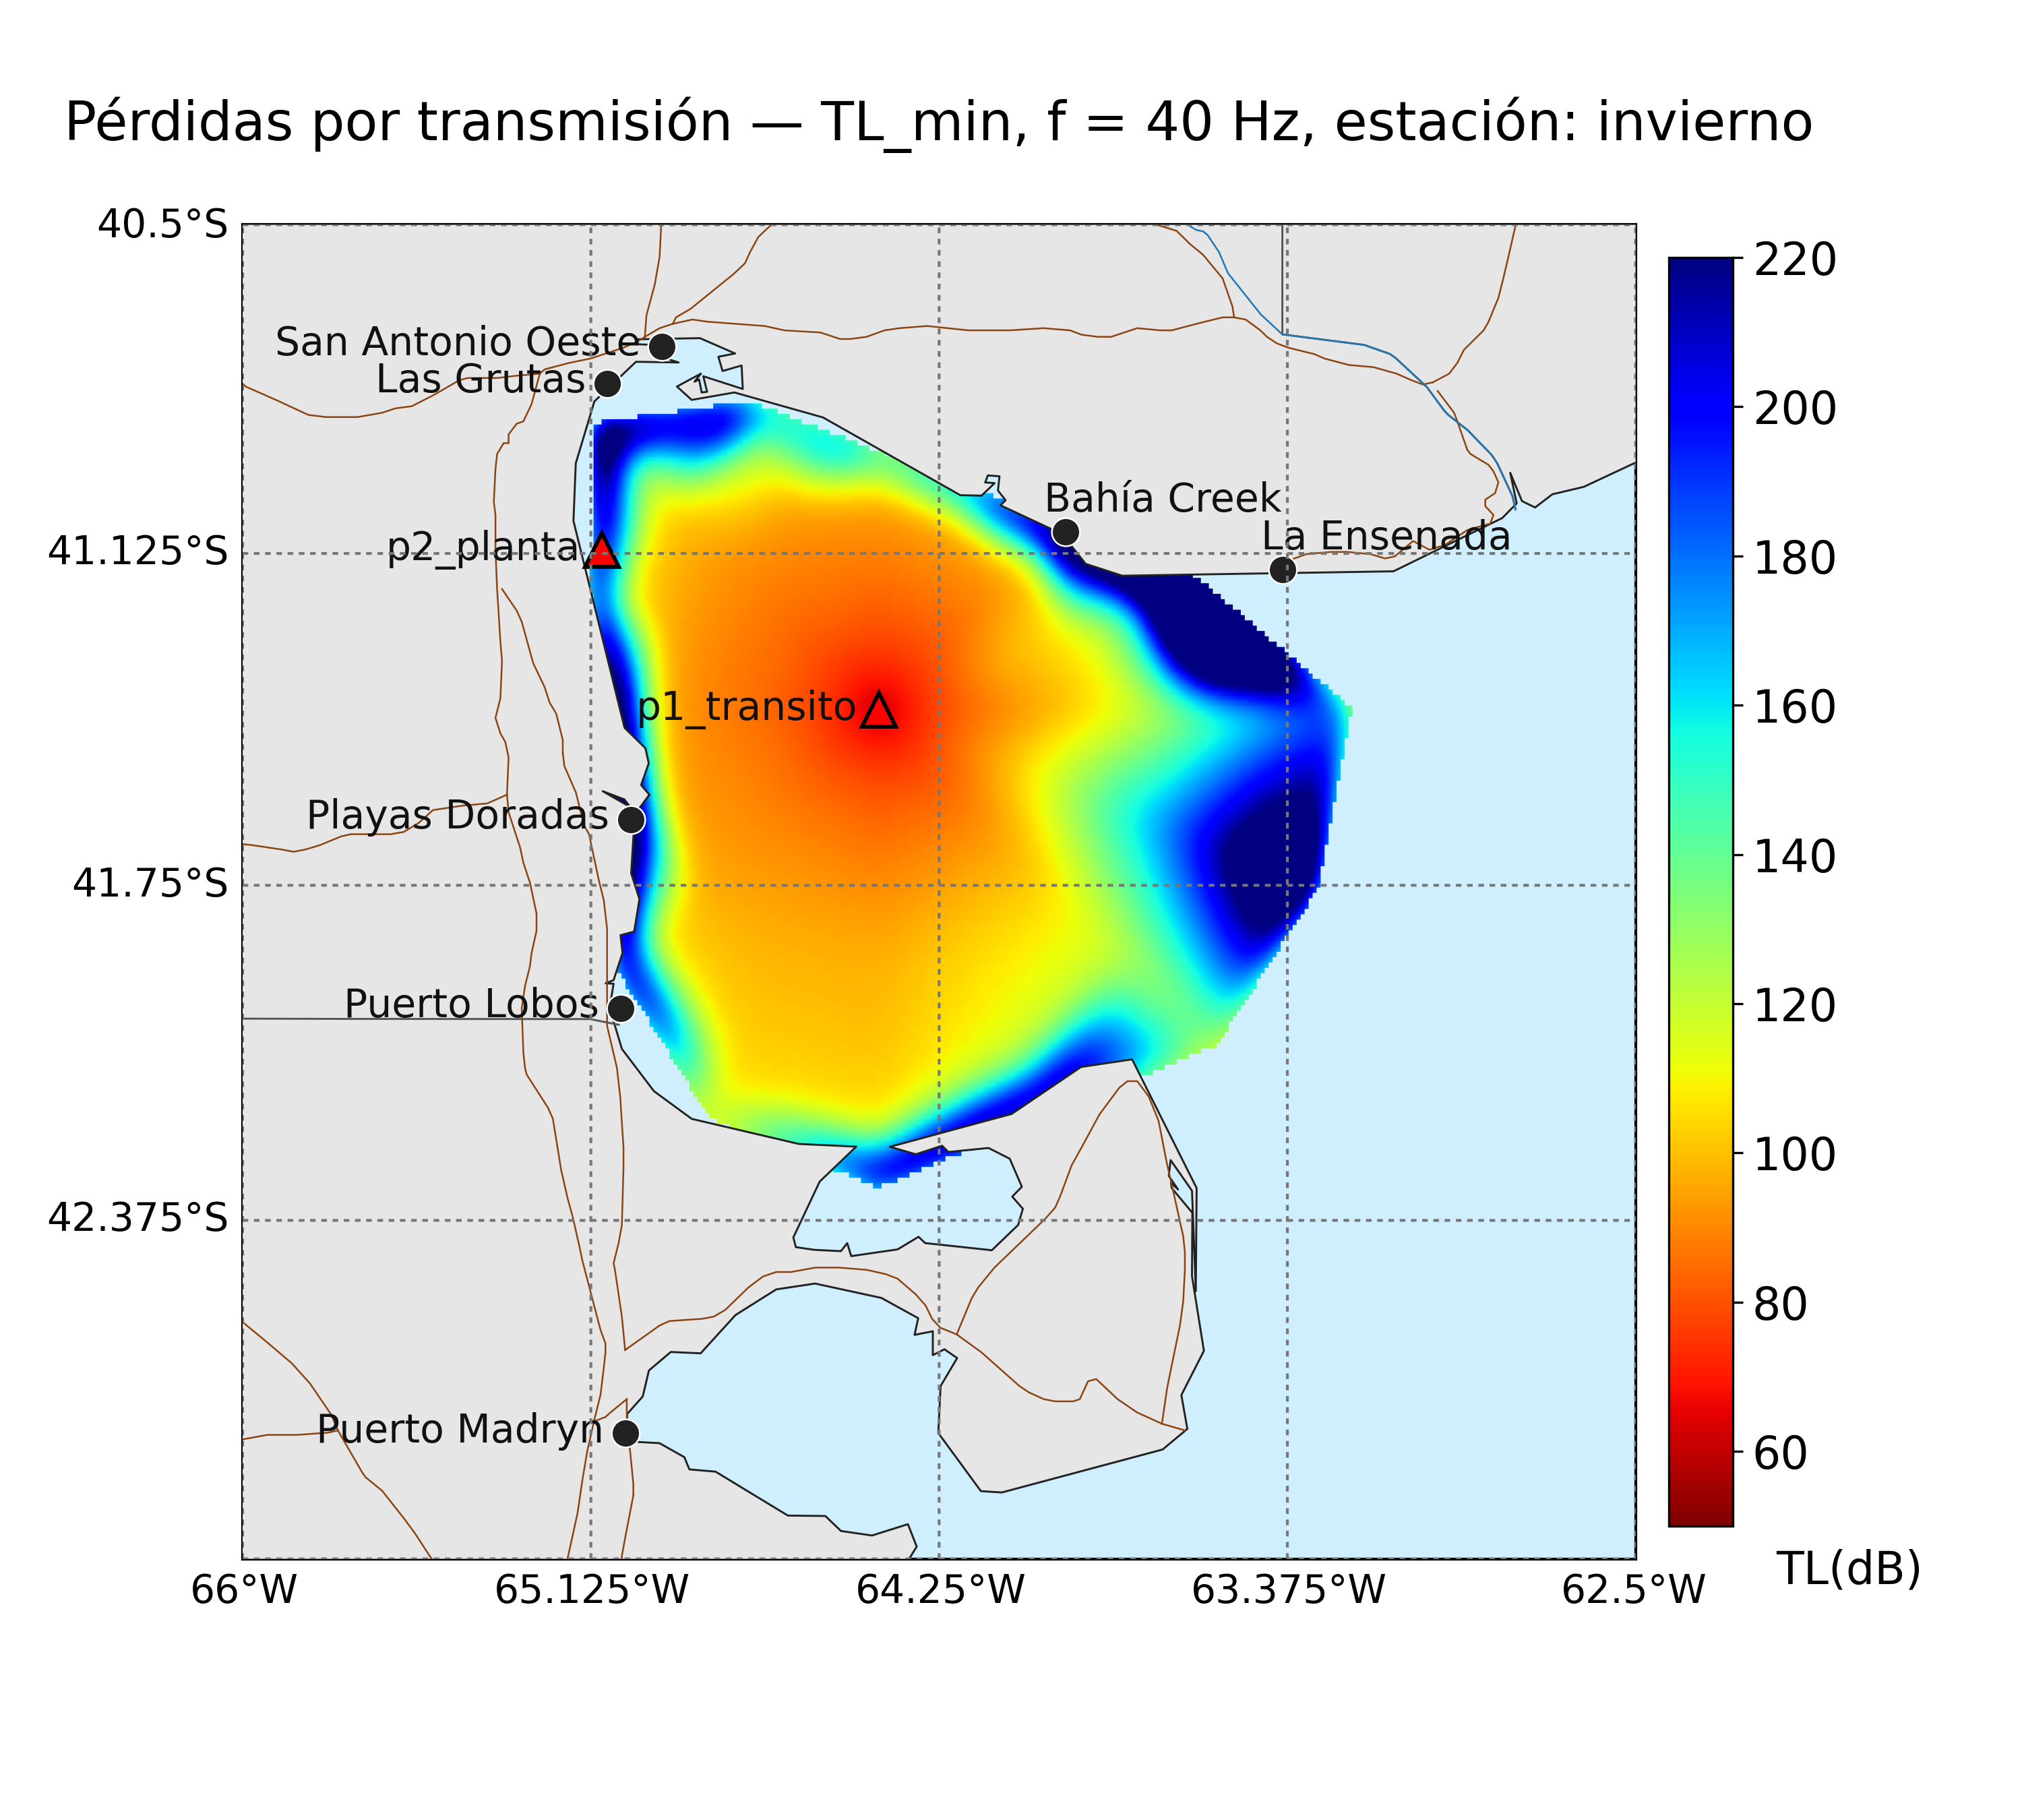 Pérdidas por transmisión — TL_min, f = 40 Hz, estación: invierno
40.5°S
41.125°S
41.75°S
42.375°S
San Antonio Oeste
Las Grutas
Bahía Creek
La Ensenada
p2_planta
p1_transito
Playas Doradas
Puerto Lobos
Puerto Madryn
66°W
65.125°W
64.25°W
63.375°W
62.5°W
220
200
180
160
140
120
100
80
60
TL(dB)